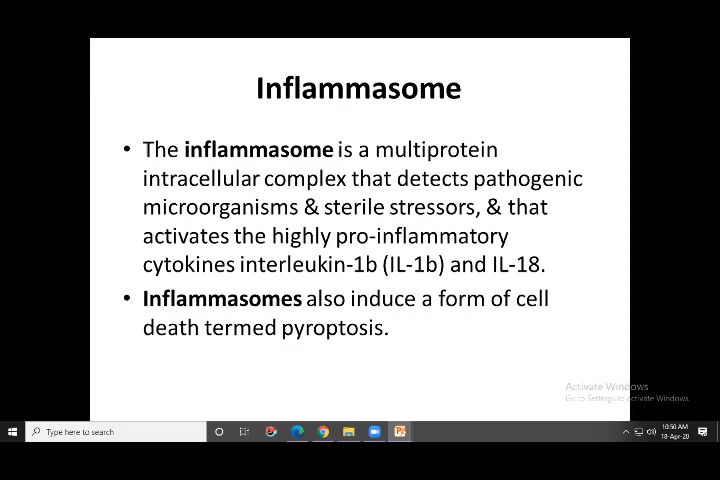 Inflammasome
• The inflammasome is a multiprotein
intracellular complex that detects pathogenic
microorganisms & sterile stressors, & that
activates the highly pro-inflammatory
cytokines interleukin-1b (IL-1b) and IL-18.
• Inflammasomes also induce a form of cell
death termed pyroptosis.
Activate Windows
Go to Settings to activate Windows.
Type here to search
10:50 AM
18-Apr-20